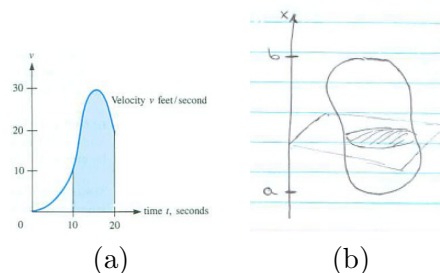 v
30
20
10
0
10
20
Velocity v feet/second
time t, seconds
(a)
x
b
a
(b)